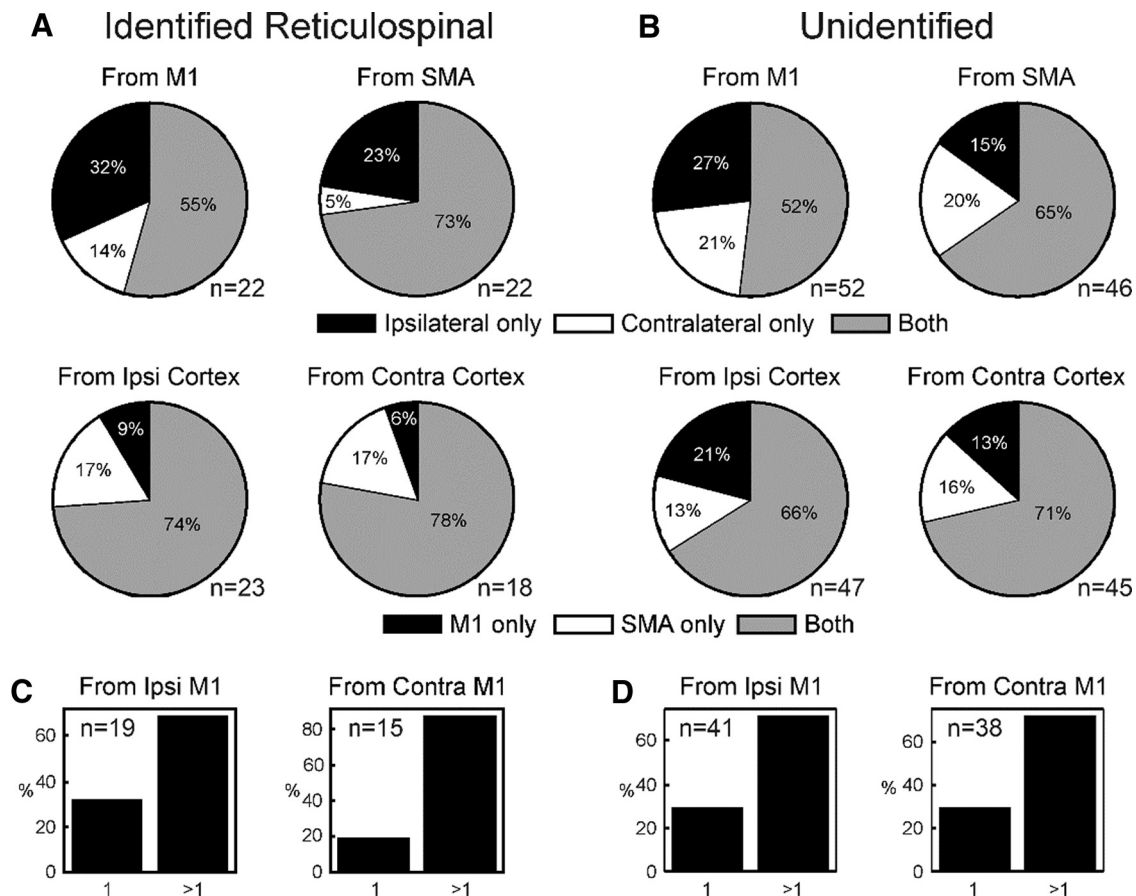 A Identified Reticulospinal
B Unidentified
From M1
From SMA
From M1
From SMA
32%
55%
14%
n=22
23%
5%
73%
n=22
27%
52%
21%
n=52
15%
20%
65%
n=46
Ipsilateral only Contralateral only Both
From Ipsi Cortex
From Contra Cortex
From Ipsi Cortex
From Contra Cortex
9%
17%
74%
n=23
6%
17%
78%
n=18
21%
13%
66%
n=47
13%
16%
71%
n=45
M1 only SMA only Both
C From Ipsi M1
n=19
60
40
%
20
0
1 >1
From Contra M1
n=15
80
60
40
%
20
0
1 >1
D From Ipsi M1
n=41
60
40
%
20
0
1 >1
From Contra M1
n=38
60
40
%
20
0
1 >1